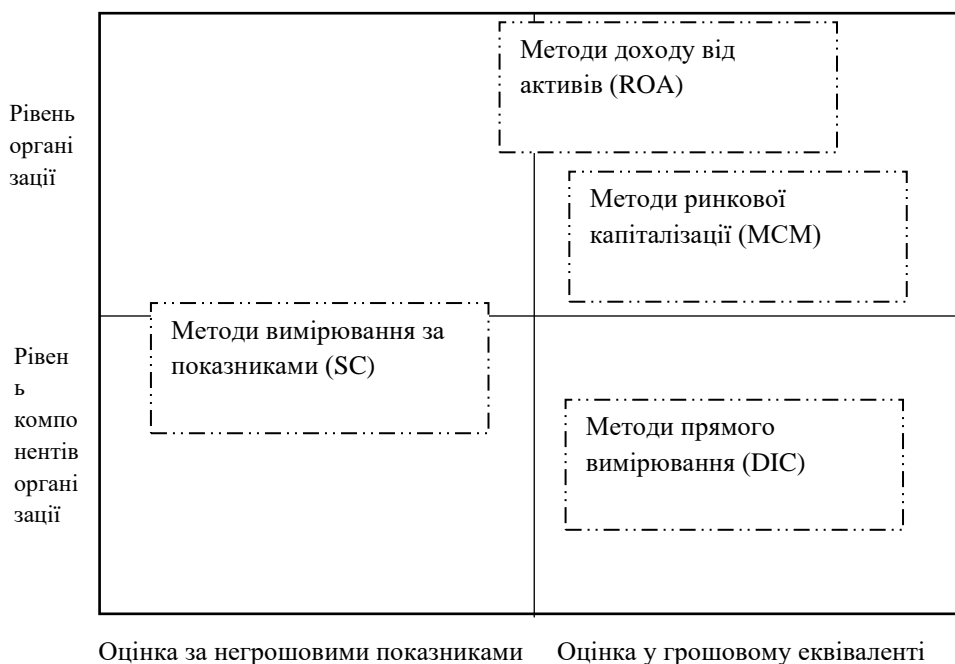 Методи доходу від
активів (ROA)
Рівень
органі
зації
Методи ринкової
капіталізації (MCM)
Методи вимірювання за
показниками (SC)
Рівен
ь
компо
нентів
органі
зації
Методи прямого
вимірювання (DIC)
Оцінка за негрошовими показниками
Оцінка у грошовому еквіваленті